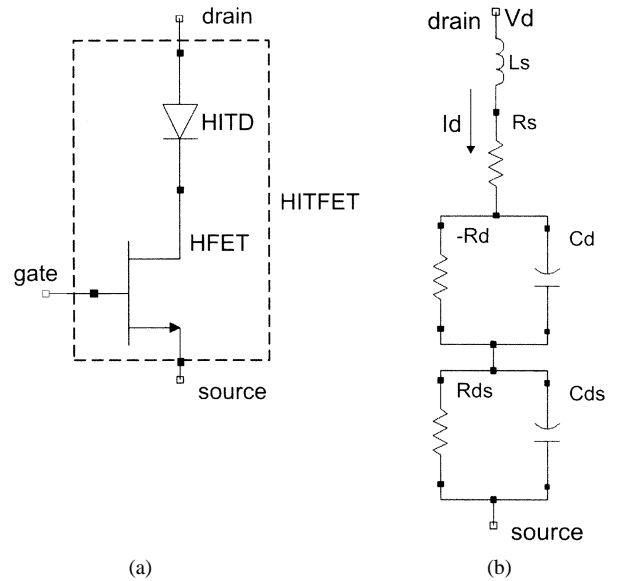 drain
HITD
HITFET
HFET
gate
source
(a)
drain Vd
Ls
Id
Rs
-Rd
Cd
Rds
Cds
source
(b)